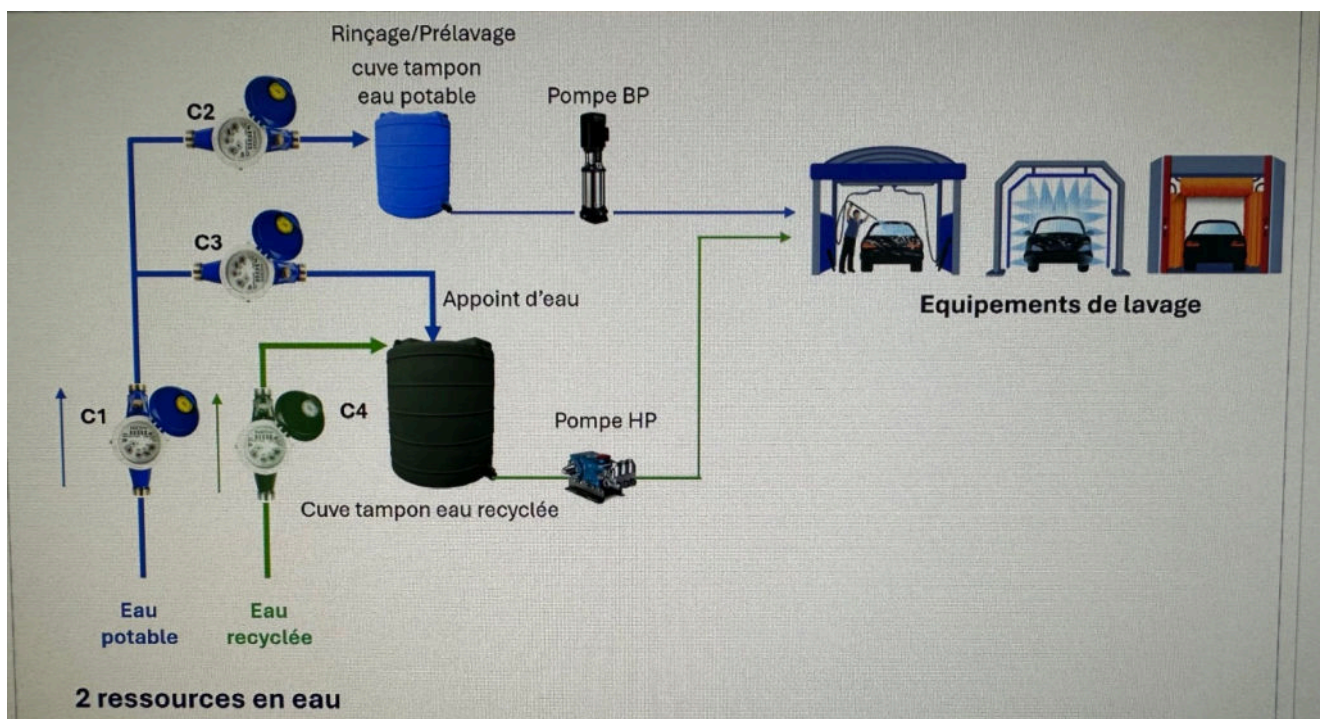 Rinçage/Prélavage
cuve tampon
eau potable
Pompe BP
C2
C3
Appoint d'eau
Equipements de lavage
C1
C4
Pompe HP
Cuve tampon eau recyclée
Eau
potable
Eau
recyclée
2 ressources en eau